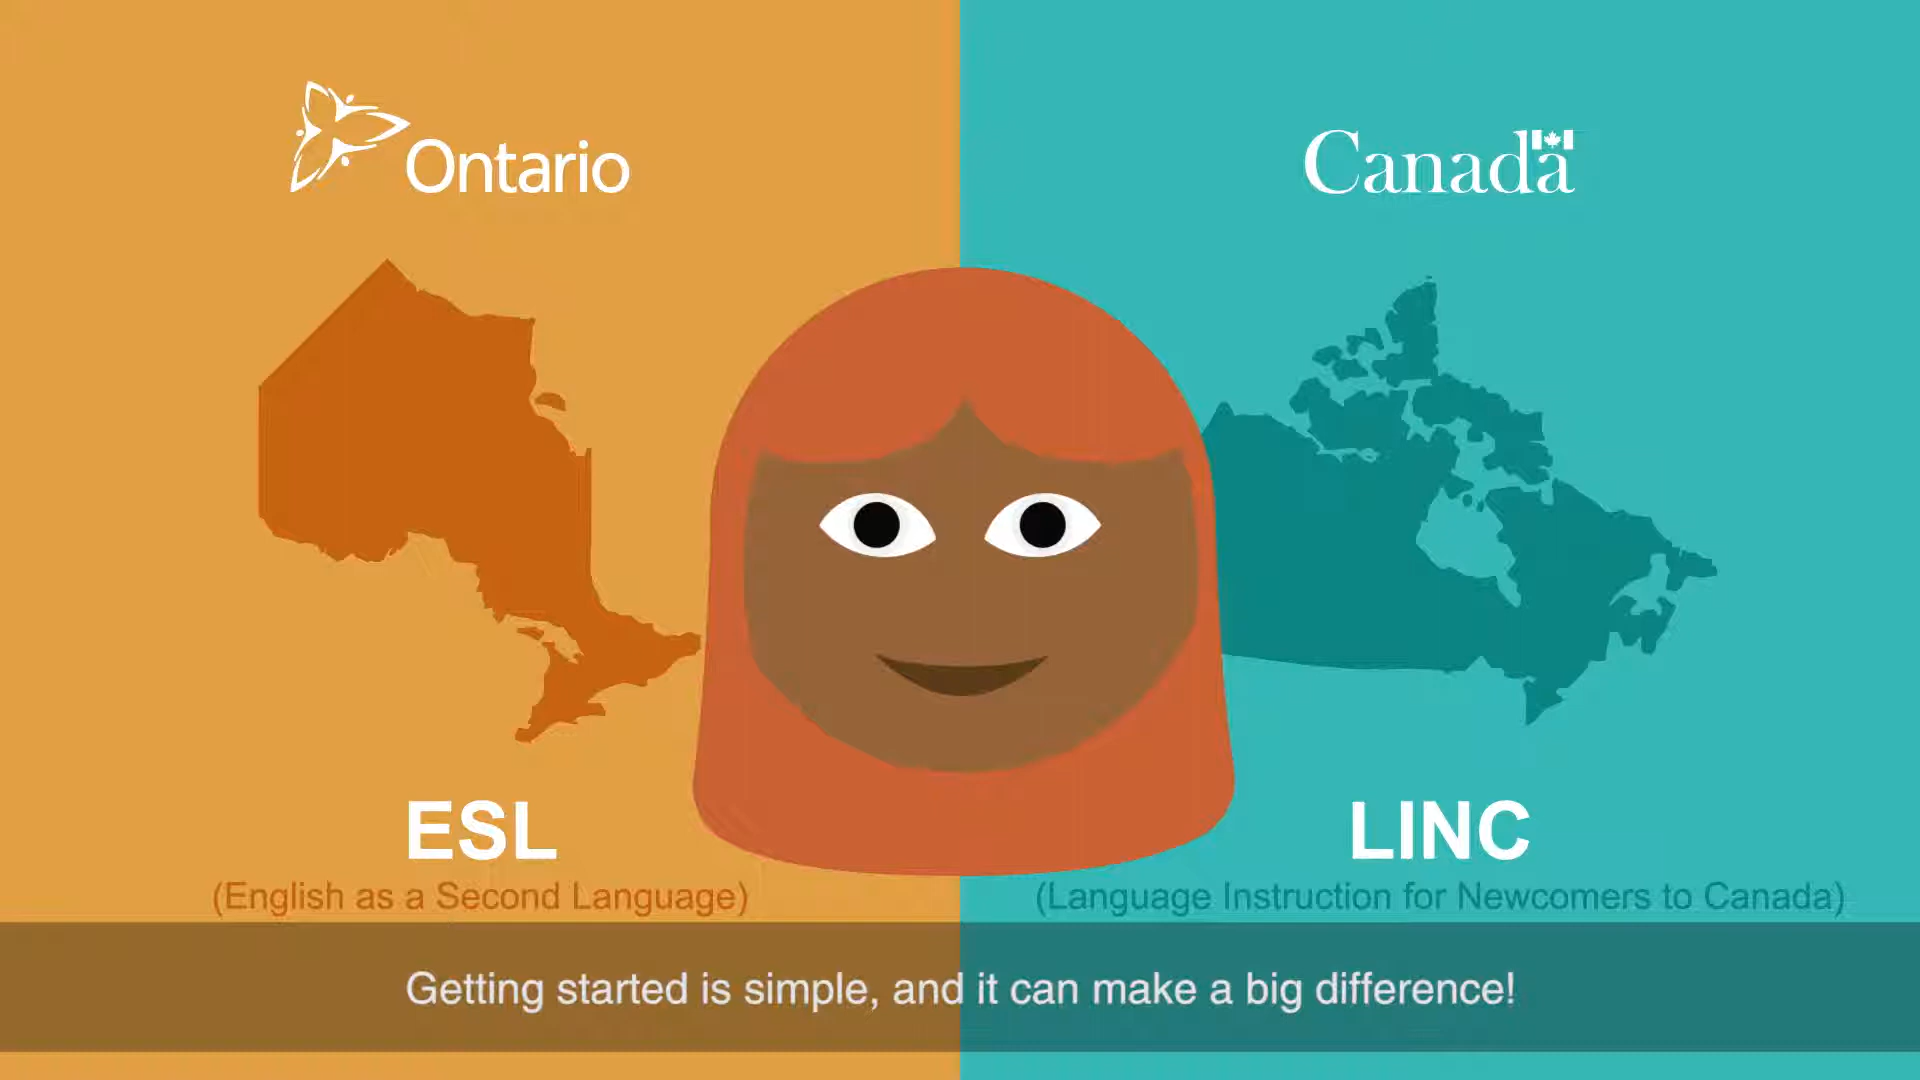 Ontario
Canada
ESL
(English as a Second Language)
LINC
(Language Instruction for Newcomers to Canada)
Getting started is simple, and it can make a big difference!